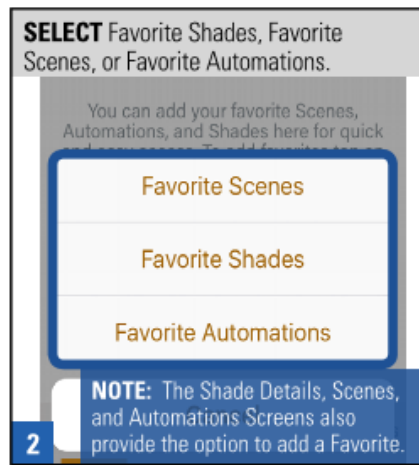 SELECT Favorite Shades, Favorite
Scenes, or Favorite Automations.
You can add your favorite Scenes,
Automations, and Shades here for quick
Favorite Scenes
Favorite Shades
Favorite Automations
NOTE: The Shade Details, Scenes,
and Automations Screens also
provide the option to add a Favorite.
2